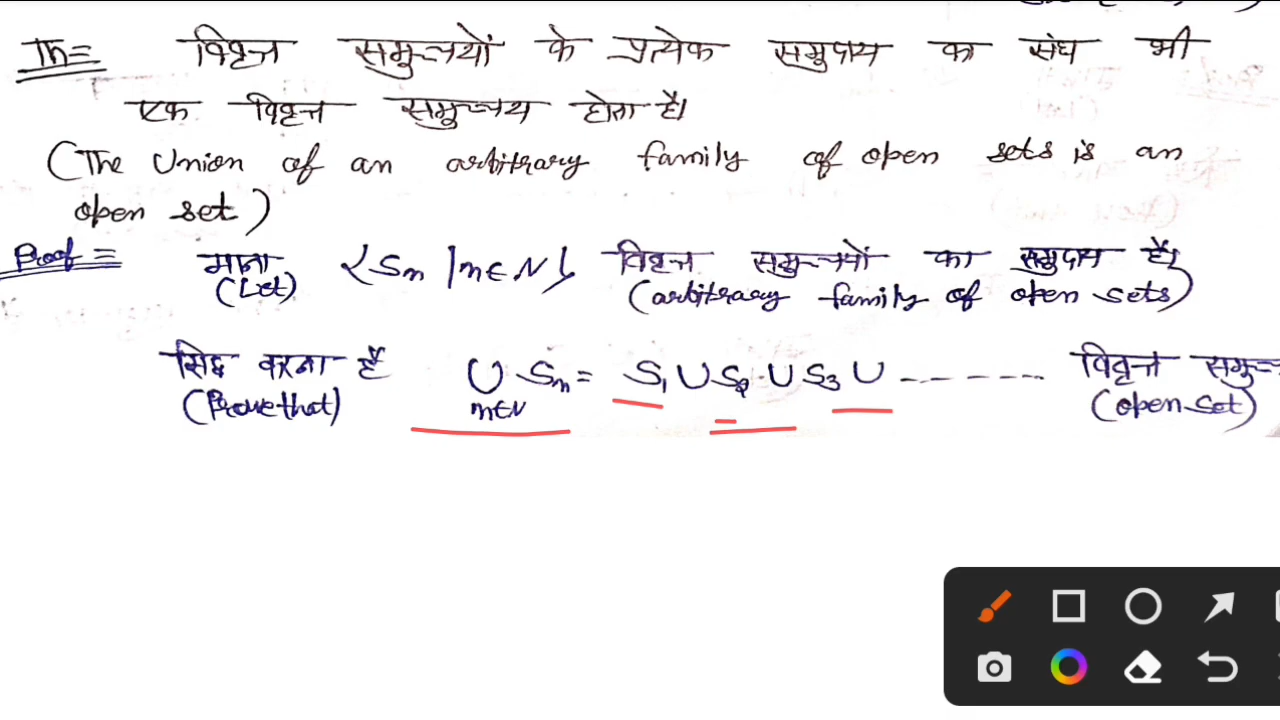 Th= विवृत्त समुच्चयों के प्रत्येक समुदाय का संघ भी
एक विवृत्त समुच्चय होता है।
(The Union of an arbitrary family of open sets is an
open set)
Proof = माना {Sn | n∈N} विवृत्त समुच्चयों का समुदाय है।
(Let) (arbitrary family of open sets)
सिद्ध करना है ∪ Sn = S1 ∪ S2 ∪ S3 ∪ -------- विवृत्त
(Prove that) n∈N (open set)